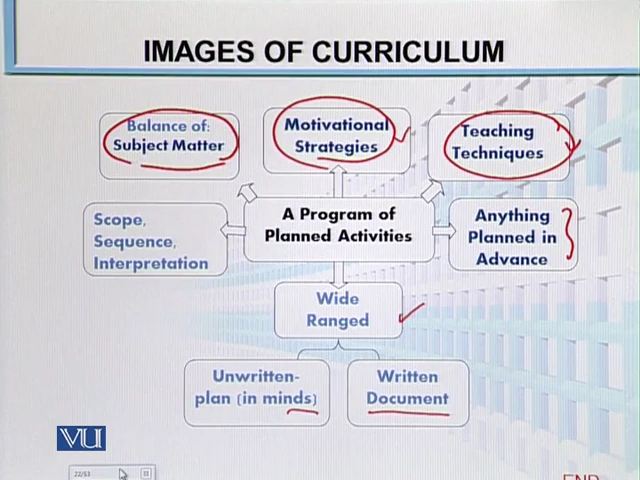 IMAGES OF CURRICULUM
Balance of:
Subject Matter
Motivational
Strategies
Teaching
Techniques
Scope,
Sequence,
Interpretation
A Program of
Planned Activities
Anything
Planned in
Advance
Wide
Ranged
Unwritten-
plan (in minds)
Written
Document
VU
22/53
END